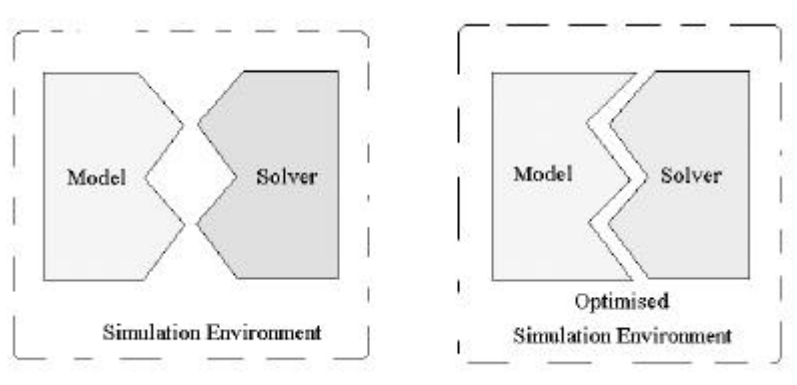 Model
Solver
Simulation Environment
Model
Solver
Optimised
Simulation Environment